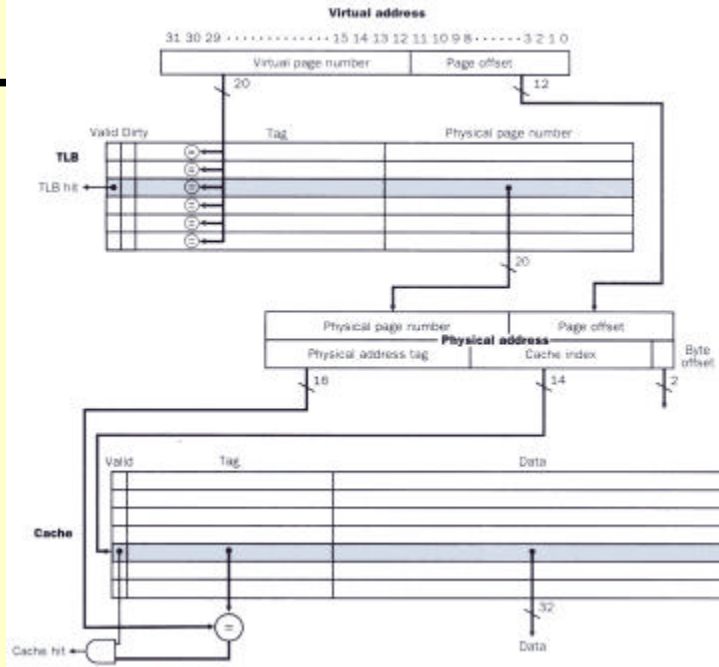 Virtual address
31 30 29 · · · · · · · · · · · · · 15 14 13 12 11 10 9 8 · · · · · · 3 2 1 0
Virtual page number Page offset
20 12
Valid Dirty Tag Physical page number
TLB
=
=
TLB hit =
=
=
=
20
Physical page number Page offset
Physical address
Physical address tag Cache index Byte offset
16 14 2
Valid Tag Data
Cache
32
=
Cache hit Data